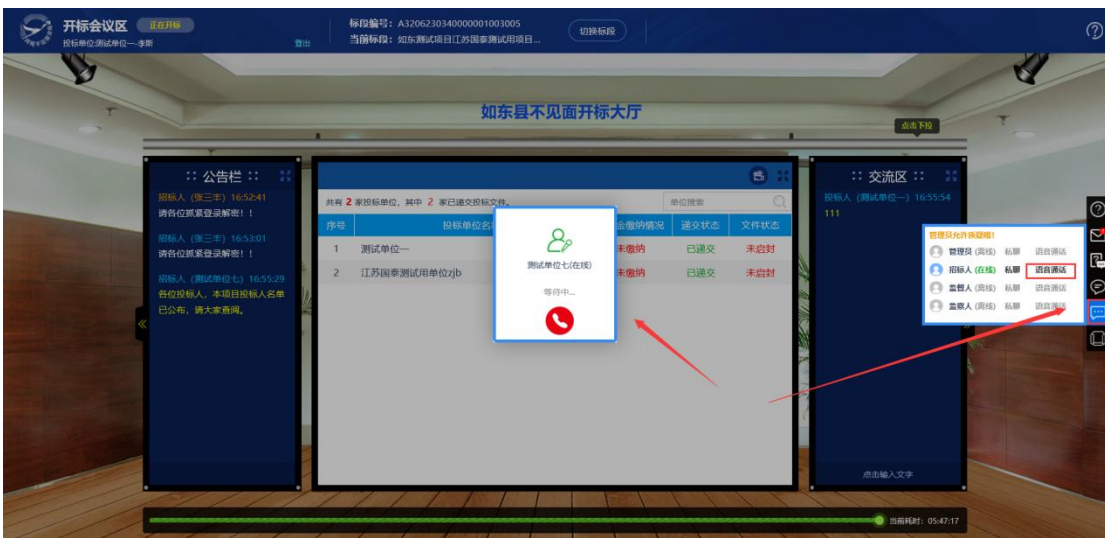 开标会议区 正在开标
投标单位:测试单位一-李斯 登出
标段编号：A3206230340000001003005
当前标段：如东测试项目江苏国泰测试用项目...
切换标段
如东县不见面开标大厅
点击下拉
:: 公告栏 ::
招标人（张三丰）16:52:41
请各位抓紧登录解密！！
招标人（张三丰）16:53:01
请各位抓紧登录解密！！
招标人（测试单位七）16:55:29
各位投标人，本项目投标人名单
已公布，请大家查阅。
共有 2 家投标单位，其中 2 家已递交投标文件。 单位搜索
序号 投标单位名 金缴纳情况 递交状态 文件状态
1 测试单位一 未缴纳 已递交 未启封
2 江苏国泰测试用单位zjb 未缴纳 已递交 未启封
测试单位七(在线)
等待中...
:: 交流区 ::
投标人（测试单位一）16:55:54
111
管理员允许质疑啦！
管理员 (离线) 私聊 语音通话
招标人 (在线) 私聊 语音通话
监督人 (离线) 私聊 语音通话
监察人 (离线) 私聊 语音通话
点击输入文字
当前耗时：05:47:17